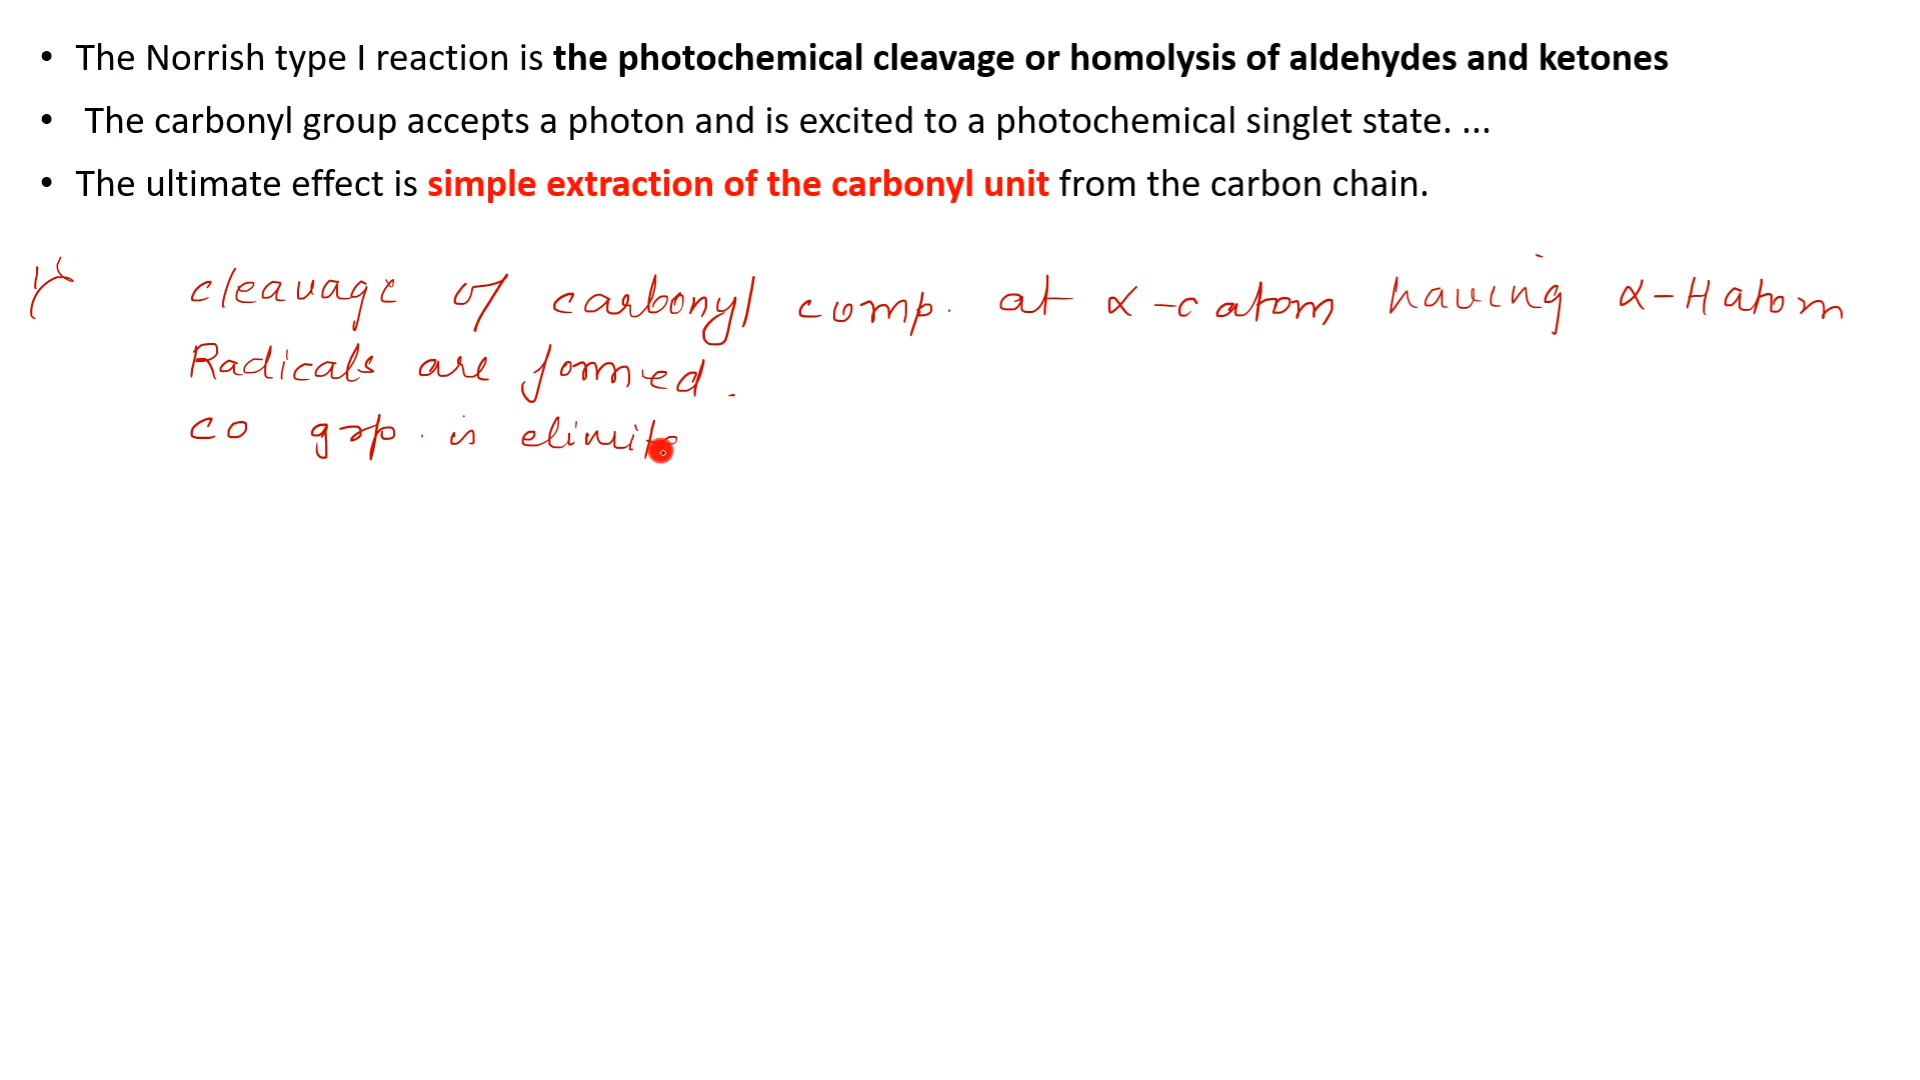 • The Norrish type I reaction is the photochemical cleavage or homolysis of aldehydes and ketones
• The carbonyl group accepts a photon and is excited to a photochemical singlet state. ...
• The ultimate effect is simple extraction of the carbonyl unit from the carbon chain.
cleavage of carbonyl comp. at α-c atom having α-H atom
Radicals are formed.
co grp. is